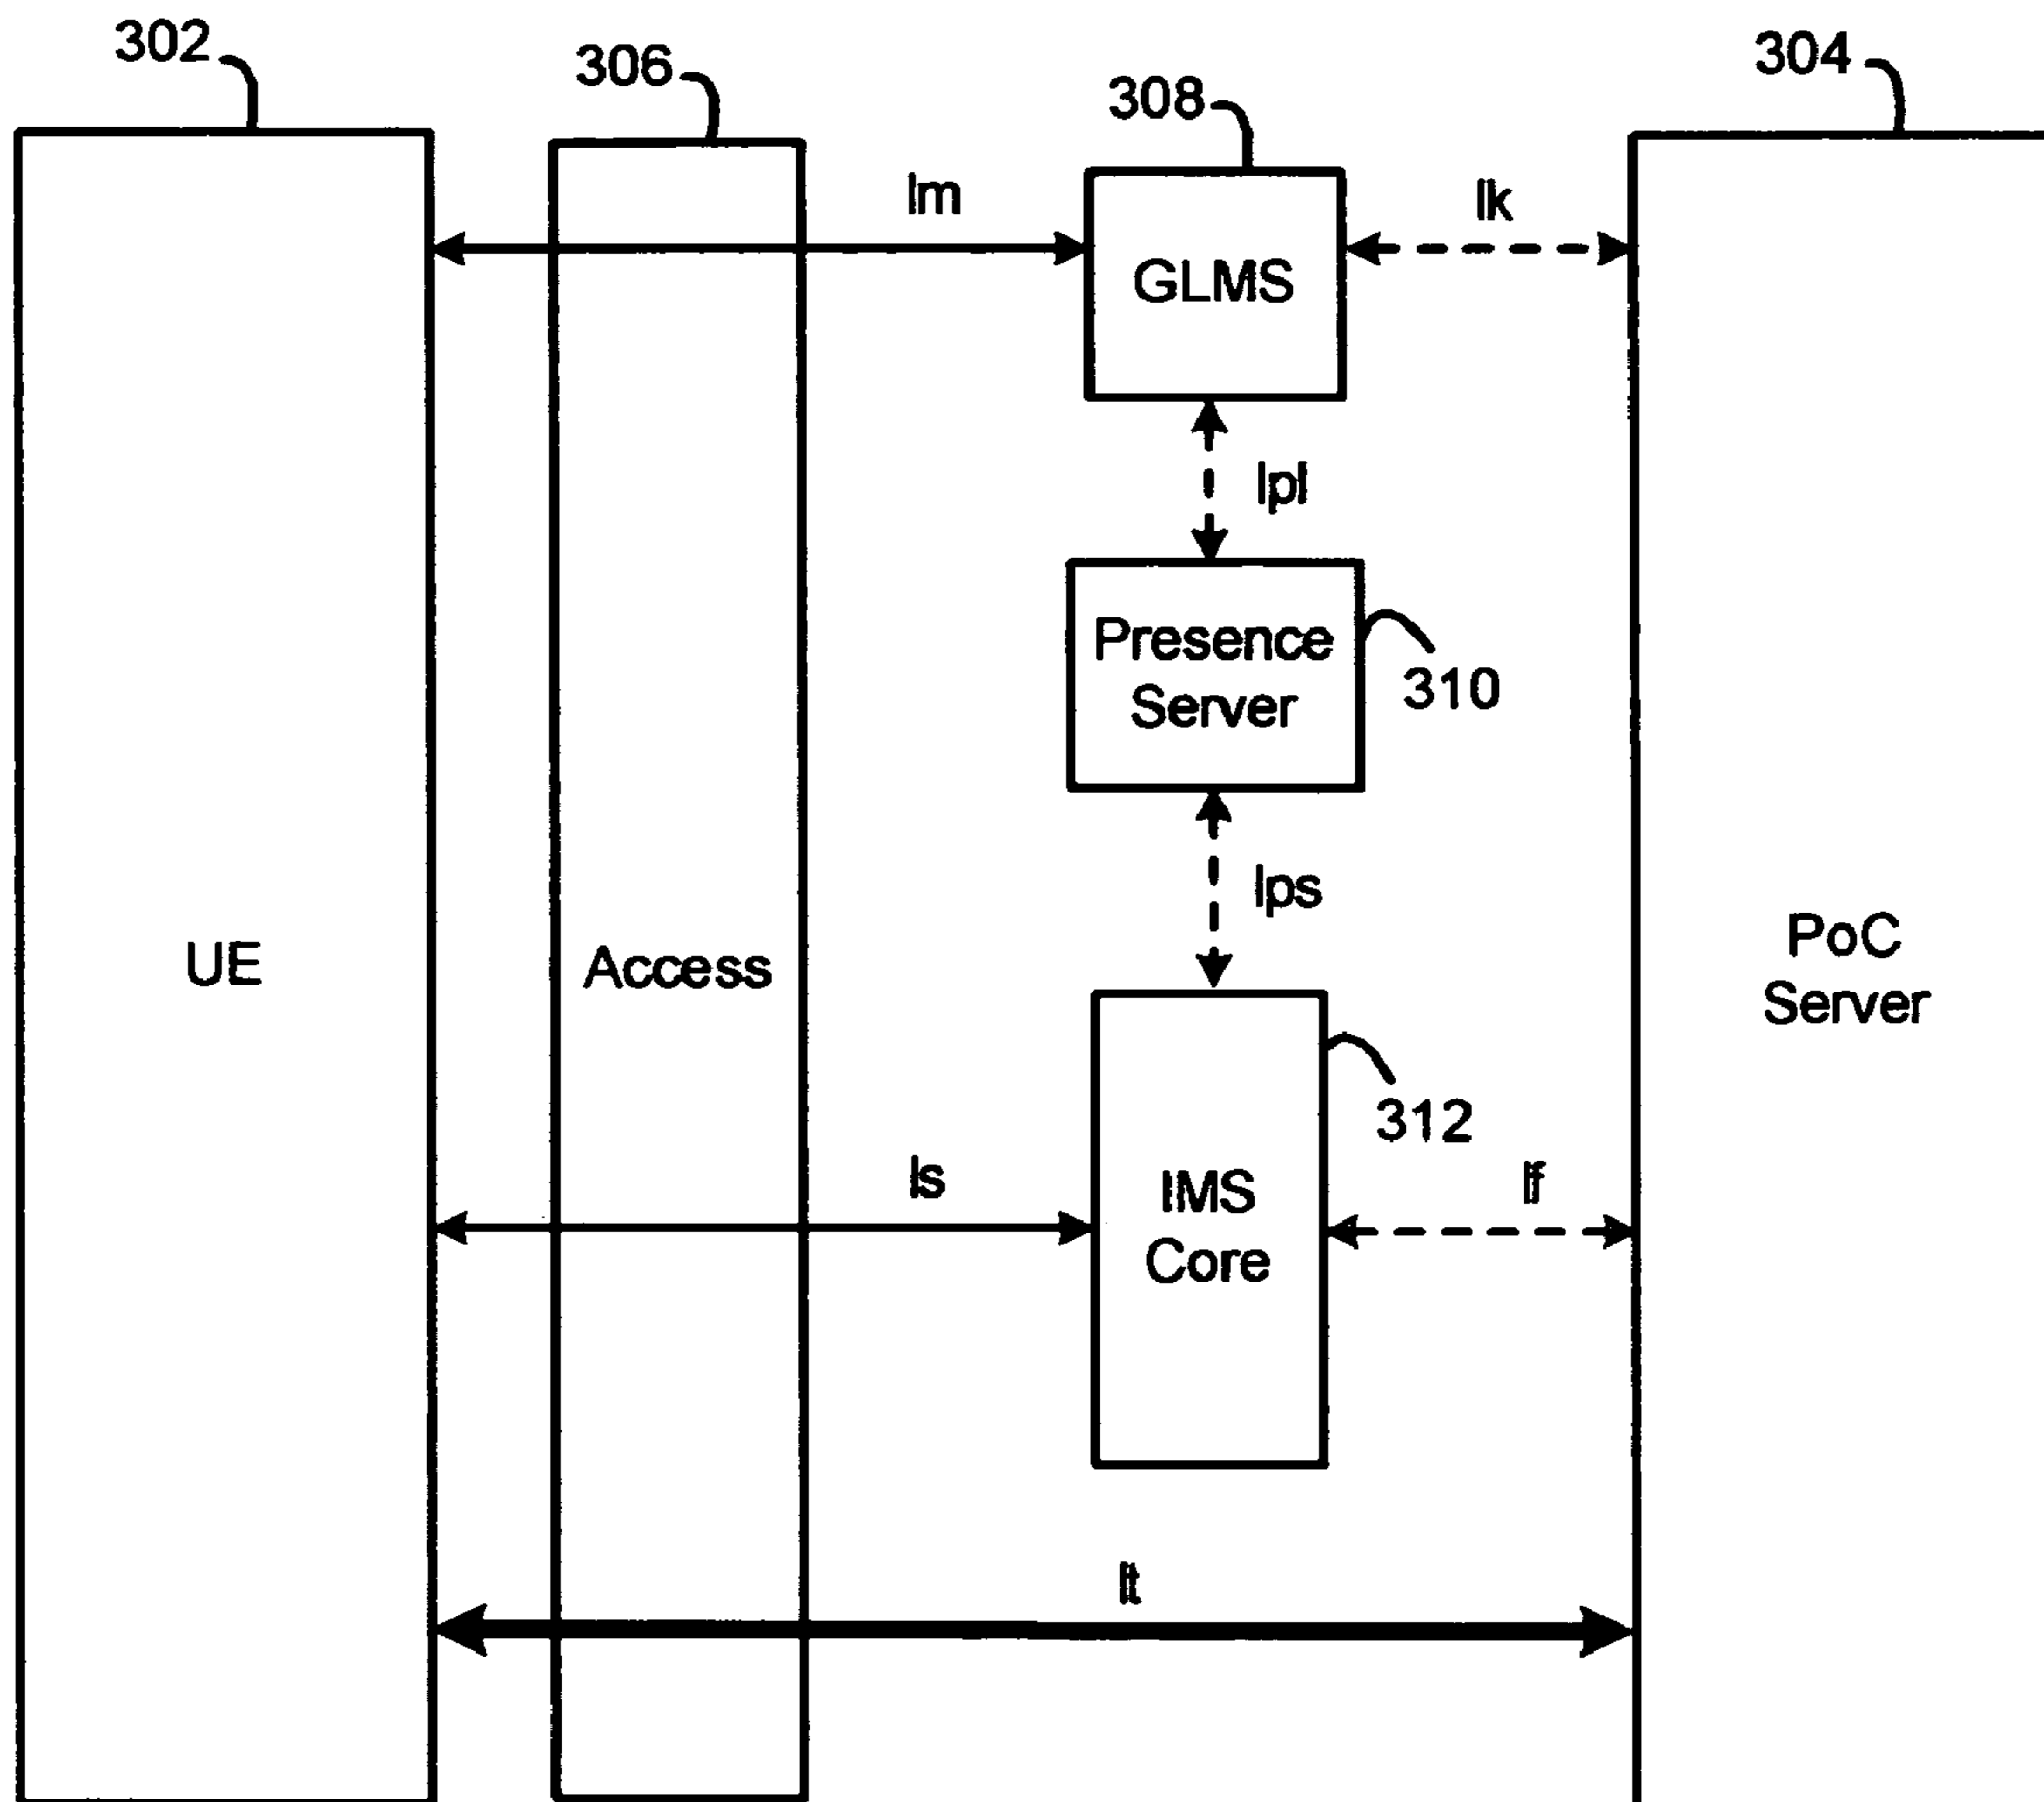 302
306
308
304
Im
Ik
GLMS
Ipl
Presence
Server
310
Ips
UE
Access
PoC
Server
312
Is
If
IMS
Core
It